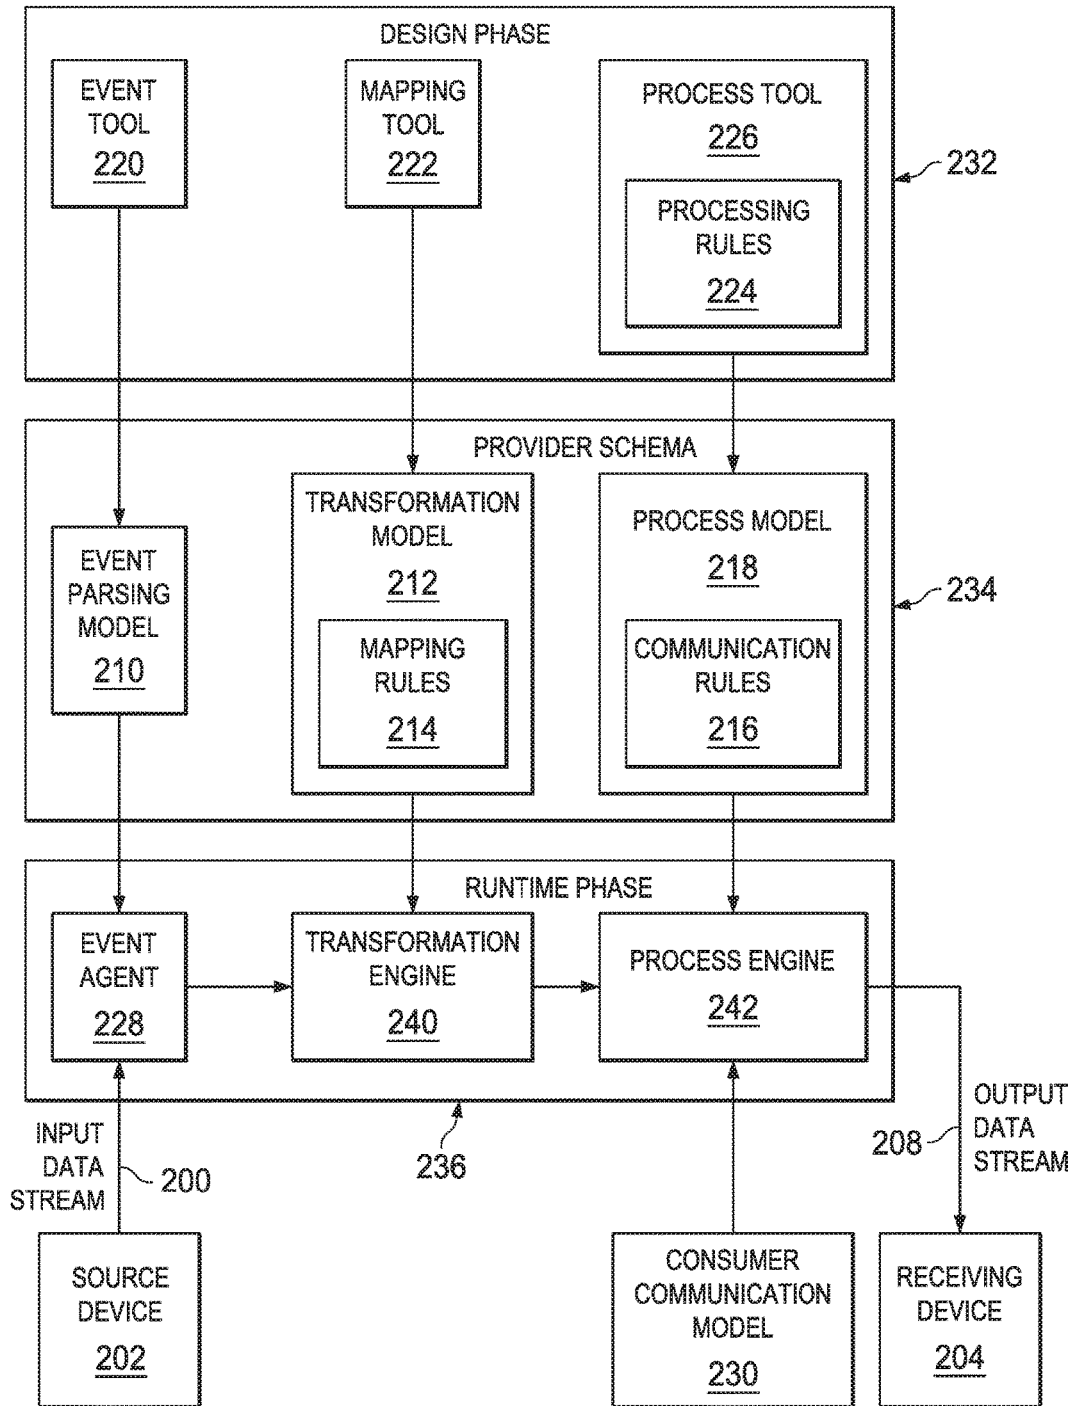 DESIGN PHASE
EVENT
TOOL
220
MAPPING
TOOL
222
PROCESS TOOL
226
PROCESSING
RULES
224
232
PROVIDER SCHEMA
EVENT
PARSING
MODEL
210
TRANSFORMATION
MODEL
212
MAPPING
RULES
214
PROCESS MODEL
218
COMMUNICATION
RULES
216
234
RUNTIME PHASE
EVENT
AGENT
228
TRANSFORMATION
ENGINE
240
PROCESS ENGINE
242
INPUT
DATA
STREAM
200
236
208
OUTPUT
DATA
STREAM
SOURCE
DEVICE
202
CONSUMER
COMMUNICATION
MODEL
230
RECEIVING
DEVICE
204